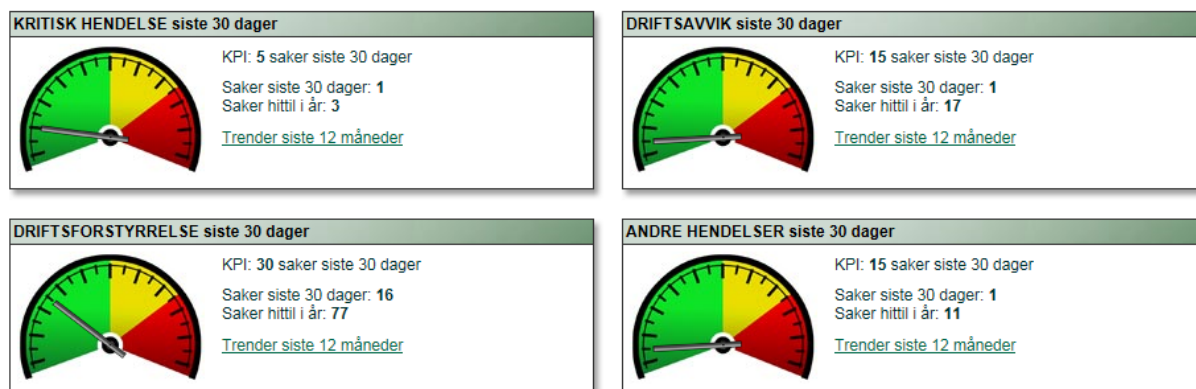 KRITISK HENDELSE siste 30 dager
KPI: 5 saker siste 30 dager
Saker siste 30 dager: 1
Saker hittil i år: 3
Trender siste 12 måneder
DRIFTSAVVIK siste 30 dager
KPI: 15 saker siste 30 dager
Saker siste 30 dager: 1
Saker hittil i år: 17
Trender siste 12 måneder
DRIFTSFORSTYRRELSE siste 30 dager
KPI: 30 saker siste 30 dager
Saker siste 30 dager: 16
Saker hittil i år: 77
Trender siste 12 måneder
ANDRE HENDELSER siste 30 dager
KPI: 15 saker siste 30 dager
Saker siste 30 dager: 1
Saker hittil i år: 11
Trender siste 12 måneder